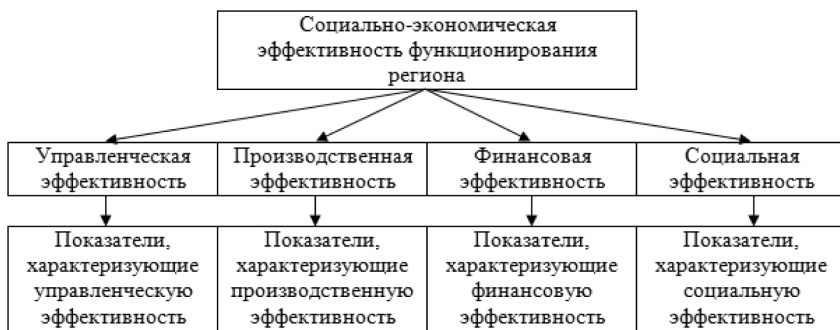 Социально-экономическая
эффективность функционирования
региона
Управленческая
эффективность
Производственная
эффективность
Финансовая
эффективность
Социальная
эффективность
Показатели,
характеризующие
управленческую
эффективность
Показатели,
характеризующие
производственную
эффективность
Показатели,
характеризующие
финансовую
эффективность
Показатели,
характеризующие
социальную
эффективность